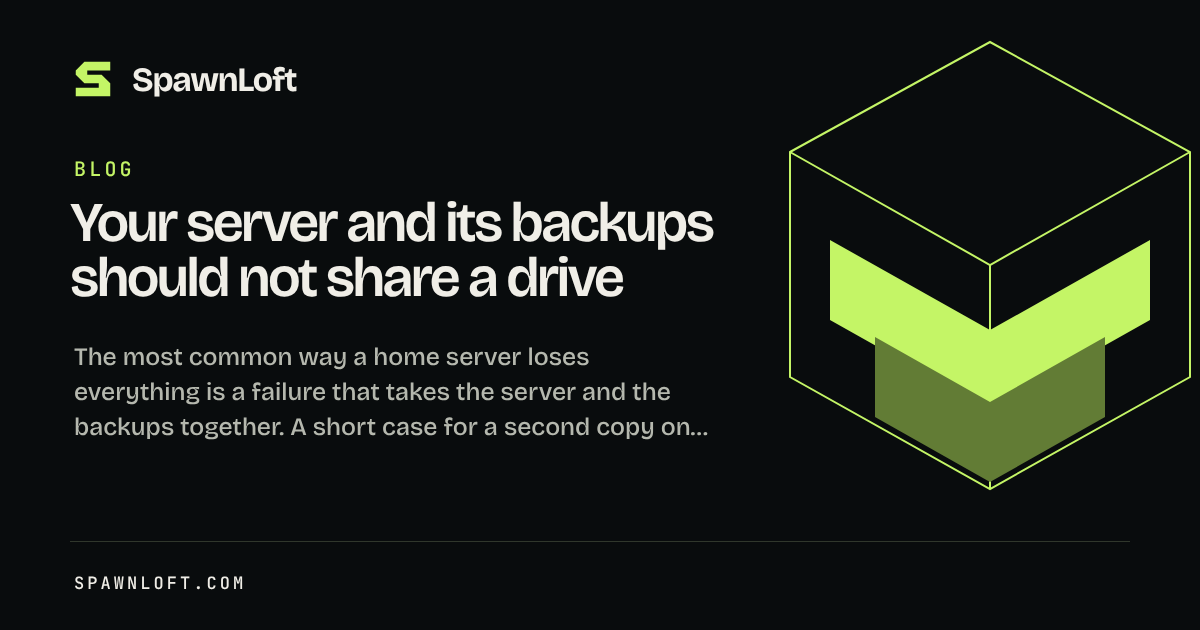 SpawnLoft
BLOG
Your server and its backups
should not share a drive
The most common way a home server loses
everything is a failure that takes the server and the
backups together. A short case for a second copy on...
SPAWNLOFT.COM